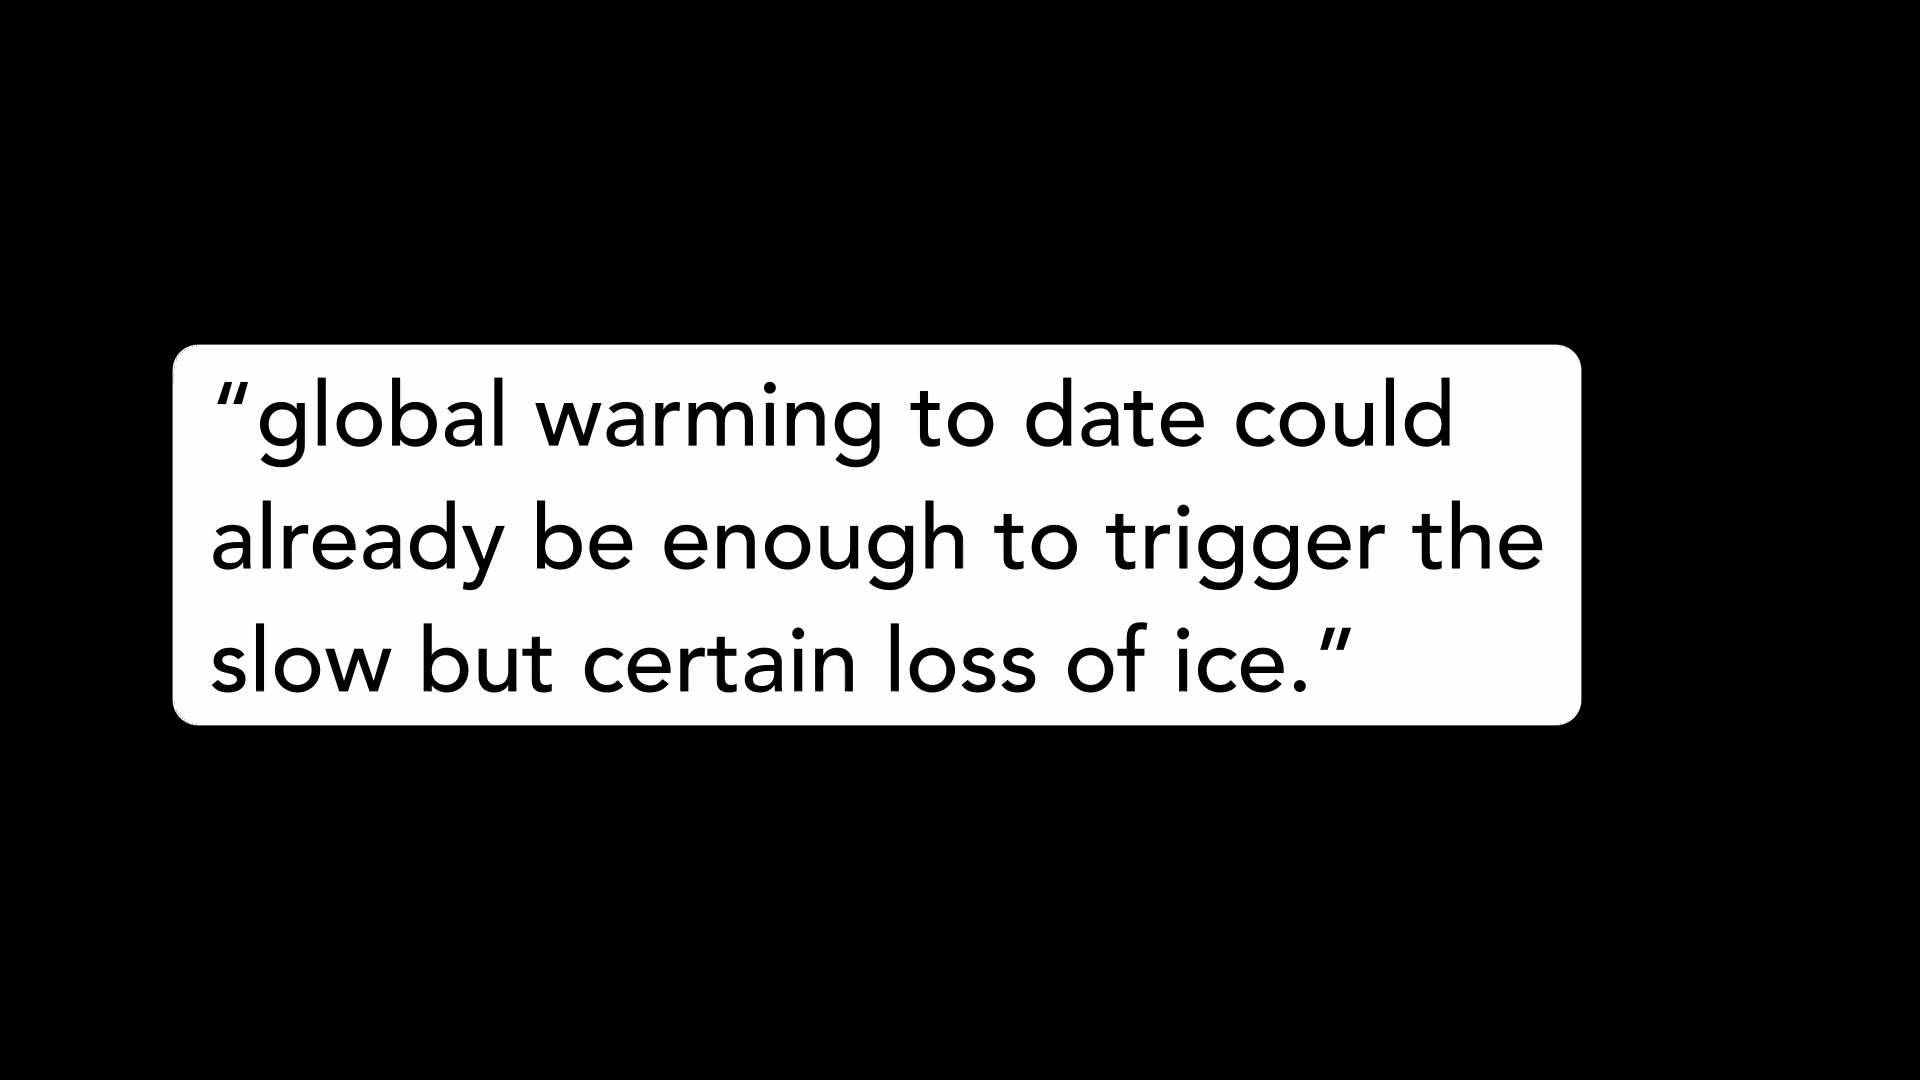 “global warming to date could
already be enough to trigger the
slow but certain loss of ice.”